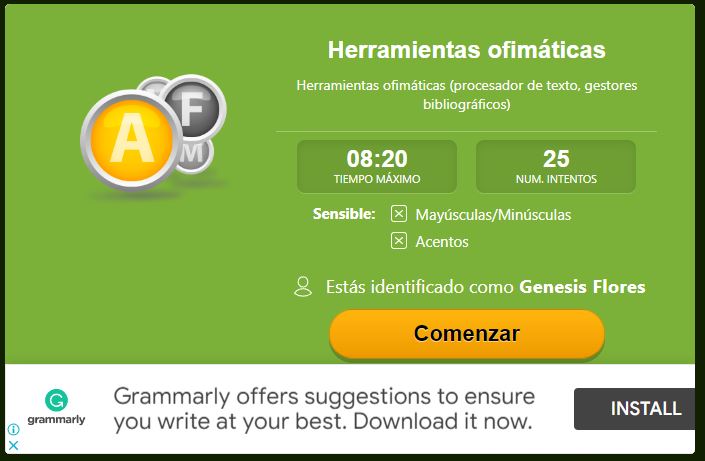 Herramientas ofimáticas
Herramientas ofimáticas (procesador de texto, gestores
bibliográficos)
A
F
M
08:20
TIEMPO MÁXIMO
25
NUM. INTENTOS
Sensible:
Mayúsculas/Minúsculas
Acentos
Estás identificado como Genesis Flores
Comenzar
grammarly
Grammarly offers suggestions to ensure
you write at your best. Download it now.
INSTALL